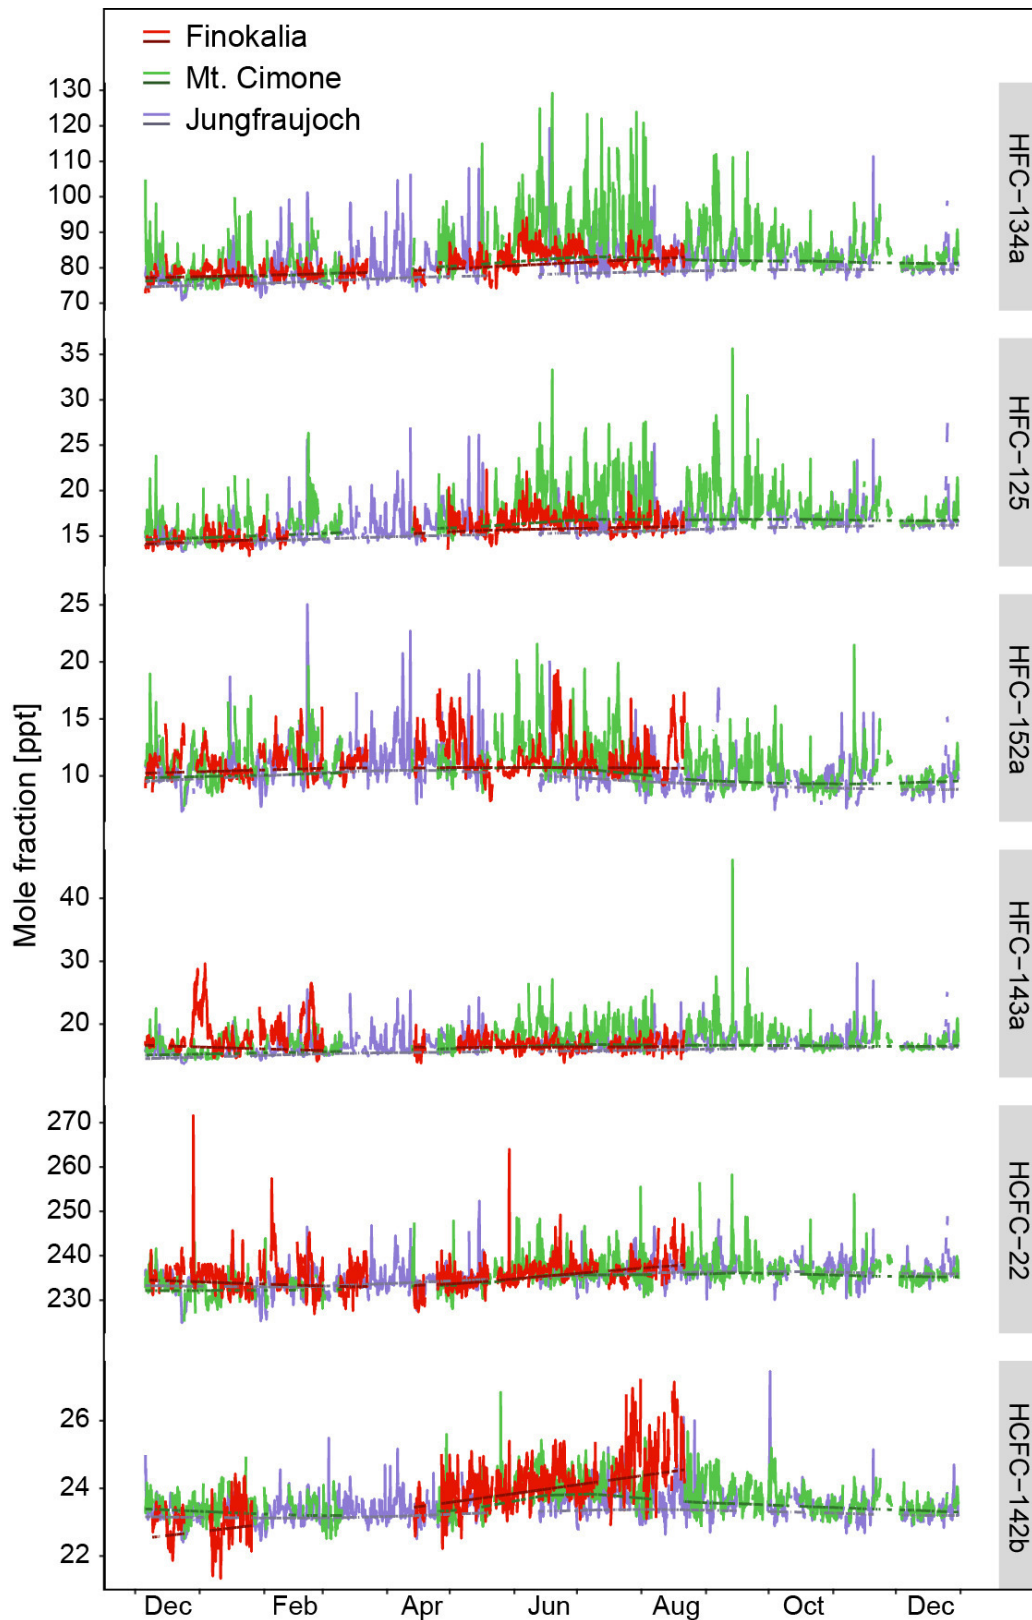 Finokalia
Mt. Cimone
Jungfraujoch
Mole fraction [ppt]
130
120
110
100
90
80
70
HFC−134a
35
30
25
20
15
HFC−125
25
20
15
10
HFC−152a
40
30
20
HFC−143a
270
260
250
240
230
HCFC−22
26
24
22
HCFC−142b
Dec Feb Apr Jun Aug Oct Dec